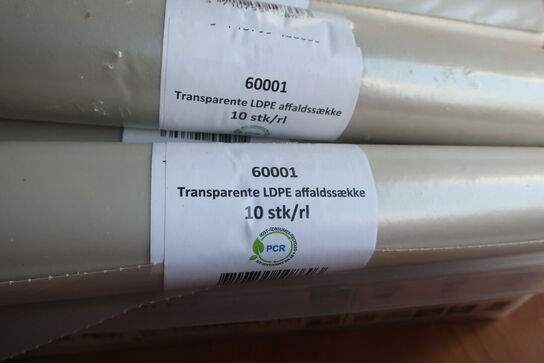 60001
Transparente LDPE affaldssække
10 stk/rl
60001
Transparente LDPE affaldssække
10 stk/rl
PCR